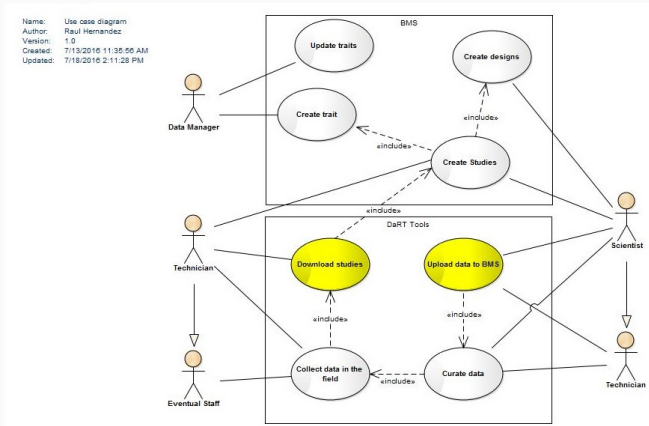 Name: Use case diagram
Author: Raul Hernandez
Version: 1.0
Created: 7/13/2016 11:35:56 AM
Updated: 7/18/2016 2:11:28 PM
BMS
Update traits
Create designs
Data Manager
Create trait
«include»
«include»
Create Studies
«include»
DaRT Tools
Technician
Download studies
Upload data to BMS
Scientist
«include»
«include»
Eventual Staff
Collect data in the
field
«include»
Curate data
Technician